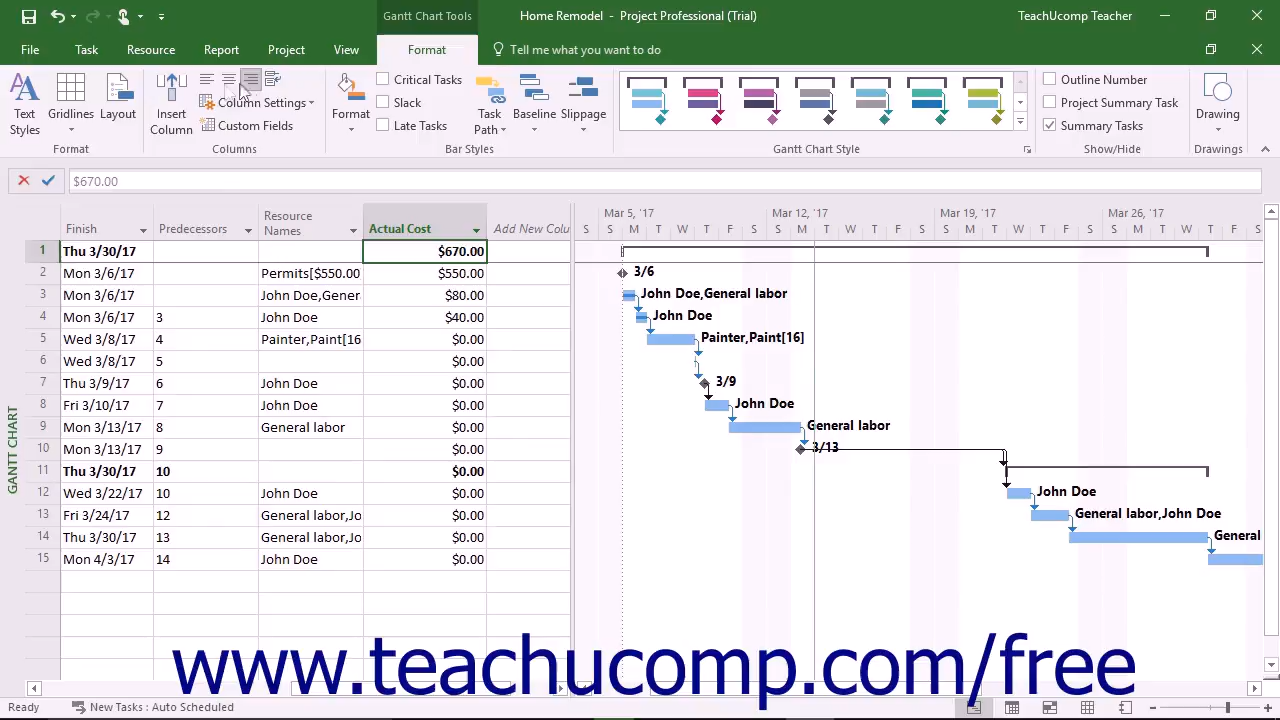 Gantt Chart Tools
Home Remodel - Project Professional (Trial)
TeachUcomp Teacher
File Task Resource Report Project View Format Tell me what you want to do
Text Styles
Gridlines
Layout
Format
Insert Column
Column Settings
Custom Fields
Columns
Format
Critical Tasks
Slack
Late Tasks
Task Path
Baseline
Slippage
Bar Styles
Gantt Chart Style
Outline Number
Project Summary Task
Summary Tasks
Show/Hide
Drawing
Drawings
$670.00
Finish Predecessors Resource Names Actual Cost Add New Colu
Mar 5, '17 Mar 12, '17 Mar 19, '17 Mar 26, '17
S S M T W T F S S M T W T F S S M T W T F S S M T W T F S
1 Thu 3/30/17 $670.00
2 Mon 3/6/17 Permits[$550.00 $550.00 3/6
3 Mon 3/6/17 John Doe,Gener $80.00 John Doe,General labor
4 Mon 3/6/17 3 John Doe $40.00 John Doe
5 Wed 3/8/17 4 Painter,Paint[16 $0.00 Painter,Paint[16]
6 Wed 3/8/17 5 $0.00
7 Thu 3/9/17 6 John Doe $0.00 3/9
8 Fri 3/10/17 7 John Doe $0.00 John Doe
9 Mon 3/13/17 8 General labor $0.00 General labor
10 Mon 3/13/17 9 $0.00 3/13
11 Thu 3/30/17 10 $0.00
12 Wed 3/22/17 10 John Doe $0.00 John Doe
13 Fri 3/24/17 12 General labor,Jo $0.00 General labor,John Doe
14 Thu 3/30/17 13 General labor,Jo $0.00 General
15 Mon 4/3/17 14 John Doe $0.00
GANTT CHART
www.teachucomp.com/free
Ready New Tasks : Auto Scheduled